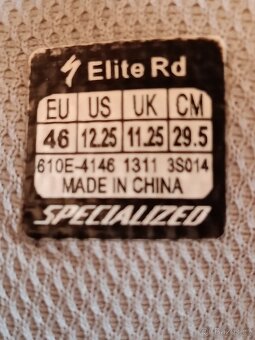 Elite Rd
EU US UK CM
46 12.25 11.25 29.5
610E-4146 1311 3S014
MADE IN CHINA
SPECIALIZED